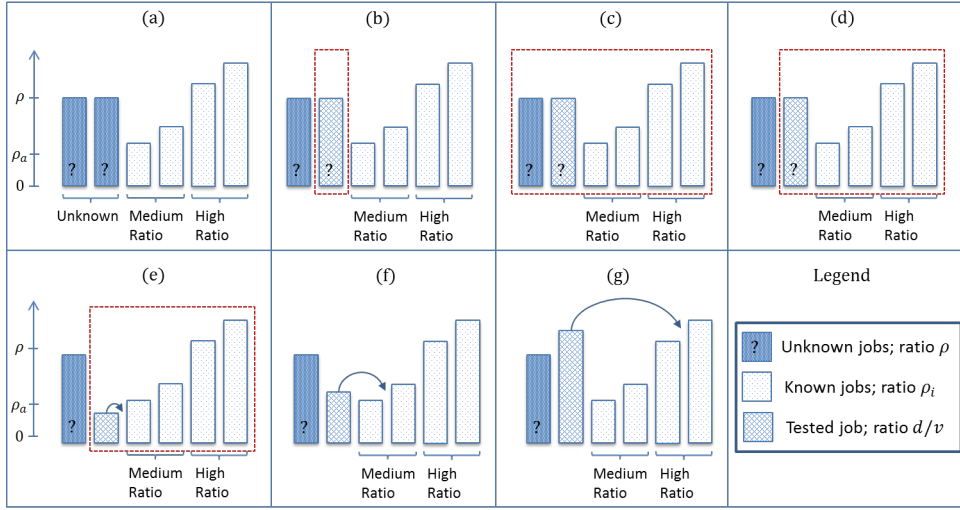 (a)
(b)
(c)
(d)
ρ
ρₐ
0
? ?
? ?
? ?
? ?
Unknown Medium Ratio High Ratio
Medium Ratio High Ratio
Medium Ratio High Ratio
Medium Ratio High Ratio
(e)
(f)
(g)
Legend
ρ
ρₐ
0
?
?
?
Medium Ratio High Ratio
Medium Ratio High Ratio
Medium Ratio High Ratio
? Unknown jobs; ratio ρ
Known jobs; ratio ρᵢ
Tested job; ratio d/v